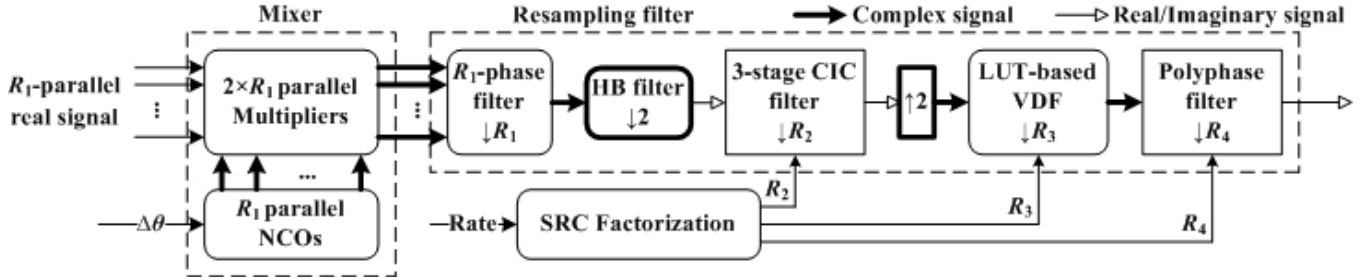 Mixer
Resampling filter
Complex signal
Real/Imaginary signal
R₁-parallel
real signal
⋮
2×R₁ parallel
Multipliers
⋮
R₁-phase
filter
↓R₁
HB filter
↓2
3-stage CIC
filter
↓R₂
↑2
LUT-based
VDF
↓R₃
Polyphase
filter
↓R₄
...
Δθ
R₁ parallel
NCOs
Rate
SRC Factorization
R₂
R₃
R₄